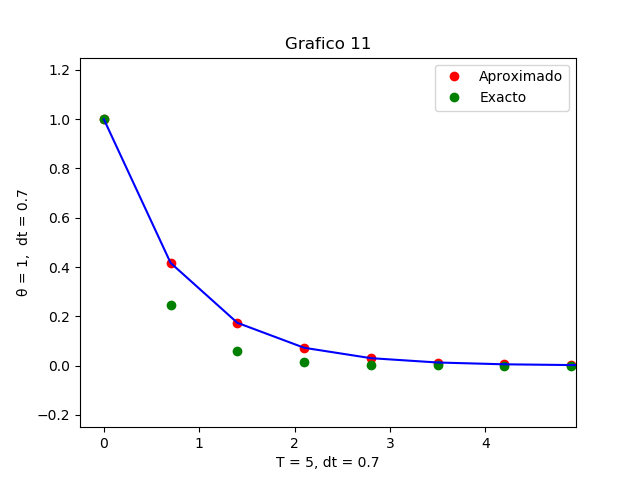 Grafico 11
Aproximado
Exacto
1.2
1.0
0.8
0.6
0.4
0.2
0.0
−0.2
θ = 1,  dt = 0.7
0 1 2 3 4
T = 5, dt = 0.7